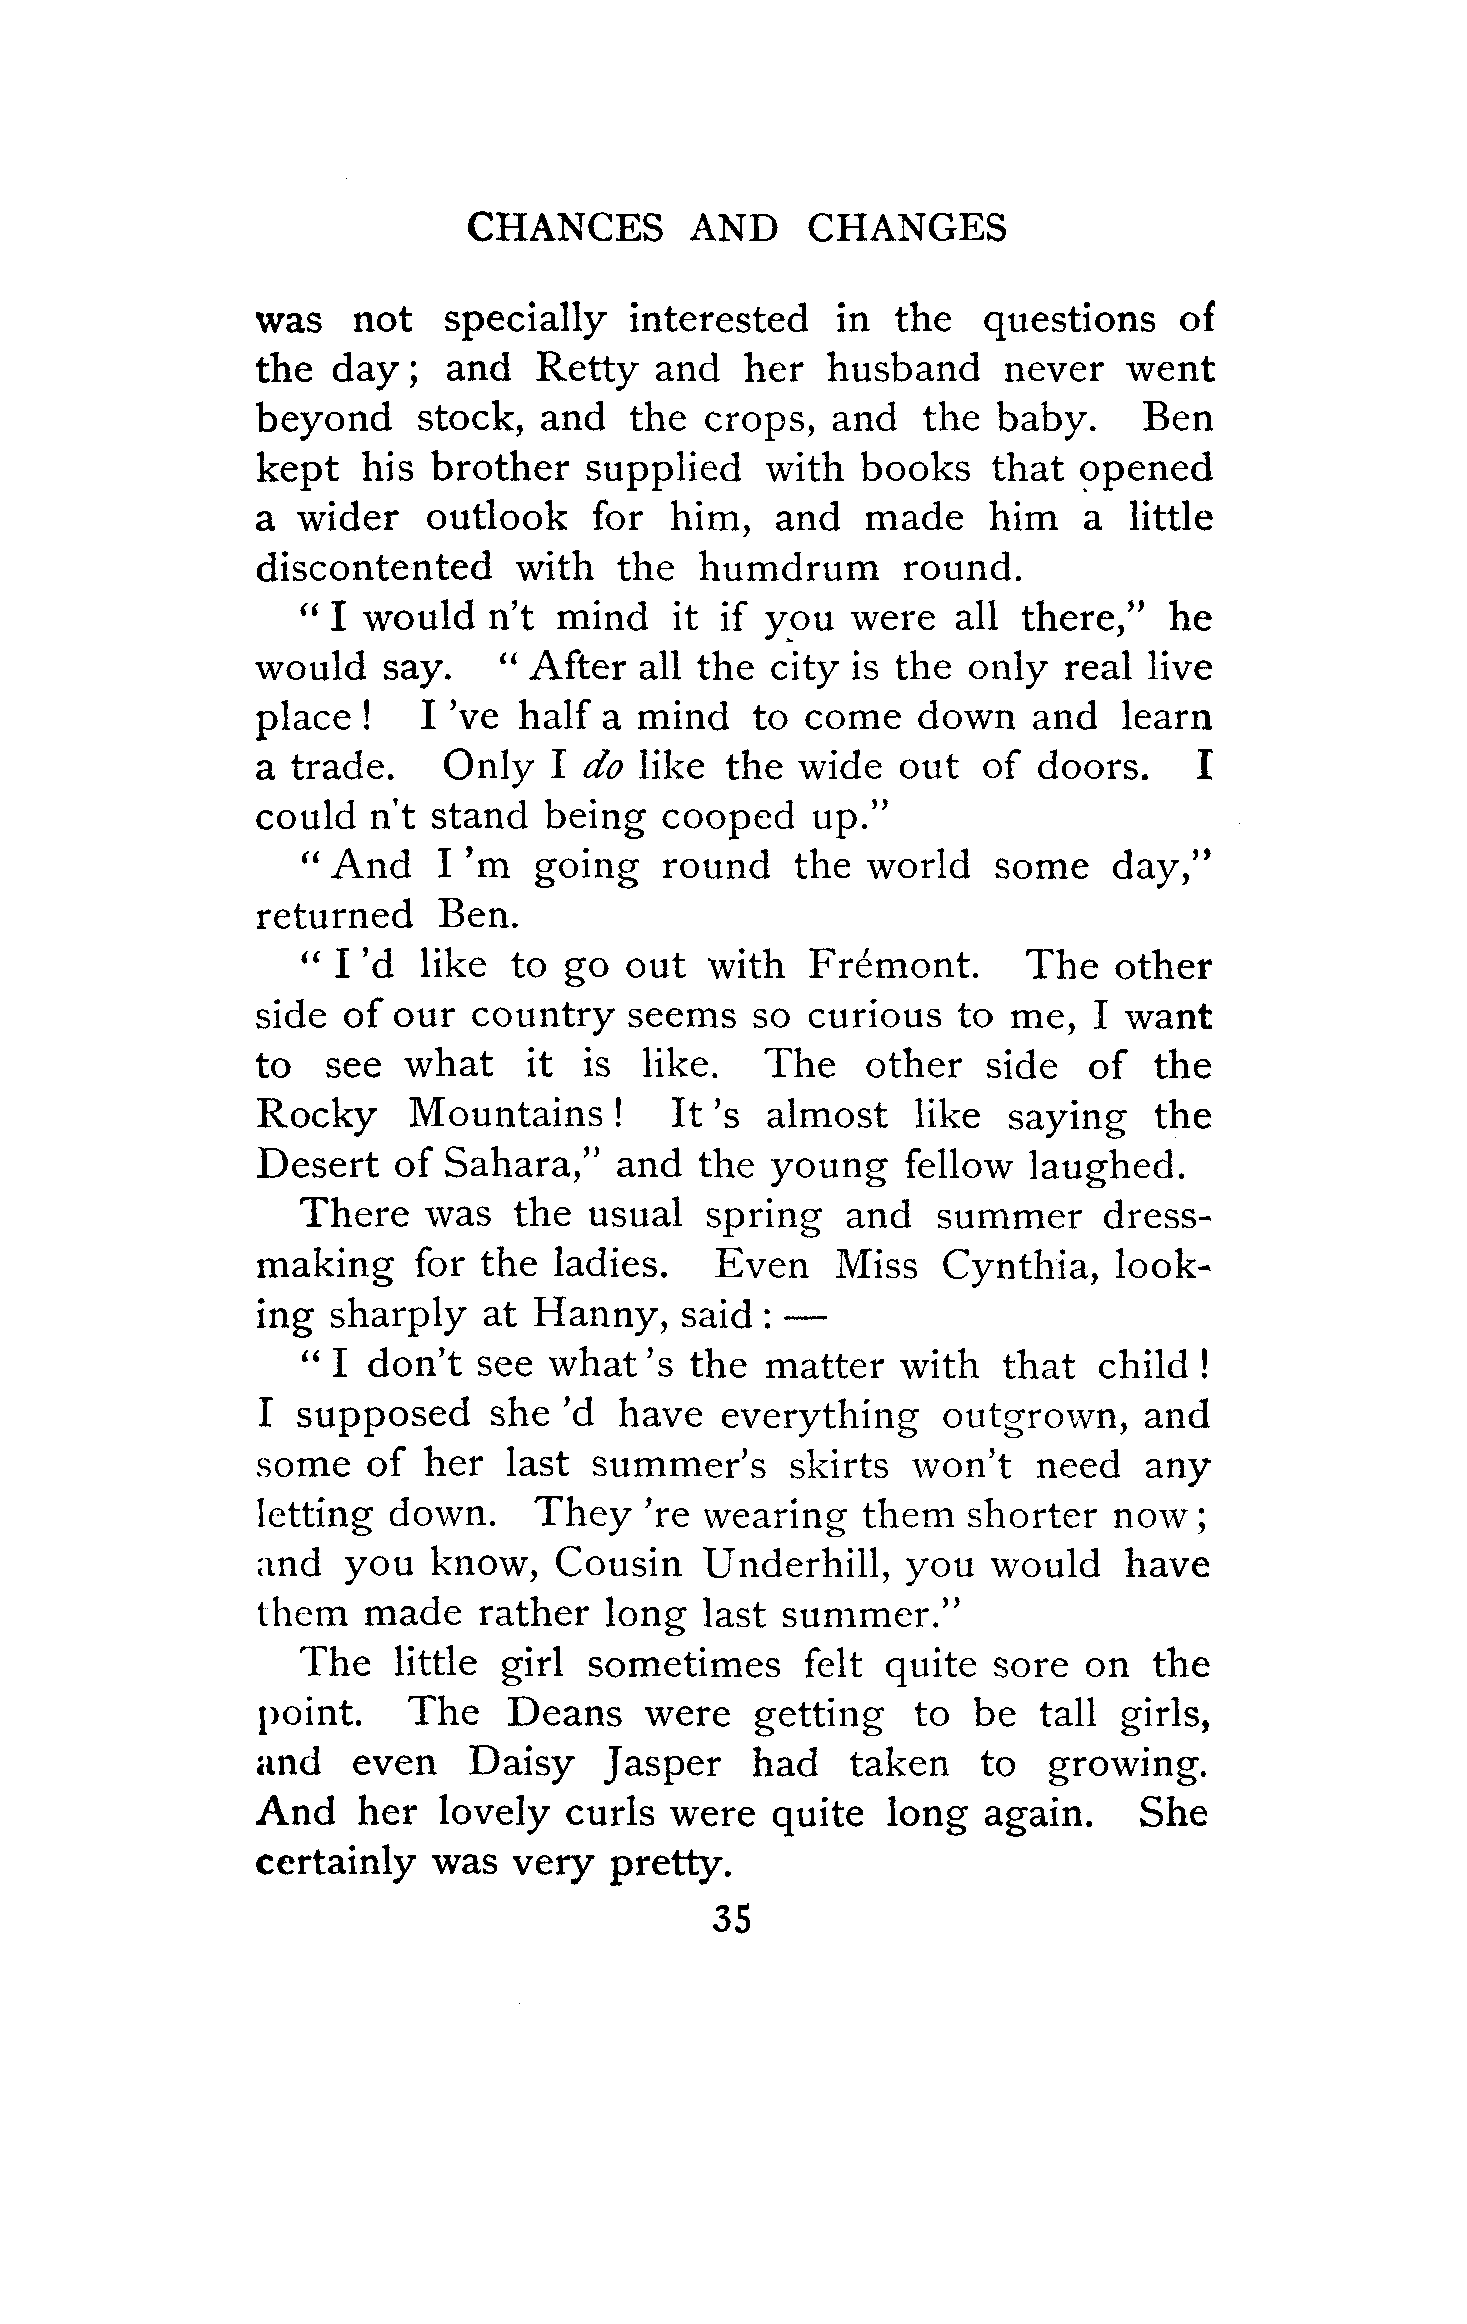 CHANCES AND CHANGES
was not specially interested in the questions of
the day; and Retty and her husband never went
beyond stock, and the crops, and the baby. Ben
kept his brother supplied with books that opened
a wider outlook for him, and made him a little
discontented with the humdrum round.
"I would n't mind it if you were all there," he
would say. "After all the city is the only real live
place! I 've half a mind to come down and learn
a trade. Only I do like the wide out of doors. I
could n't stand being cooped up."
"And I 'm going round the world some day,"
returned Ben.
"I 'd like to go out with Frémont. The other
side of our country seems so curious to me, I want
to see what it is like. The other side of the
Rocky Mountains! It 's almost like saying the
Desert of Sahara," and the young fellow laughed.
There was the usual spring and summer dress-
making for the ladies. Even Miss Cynthia, look-
ing sharply at Hanny, said: —
"I don't see what 's the matter with that child!
I supposed she 'd have everything outgrown, and
some of her last summer's skirts won't need any
letting down. They 're wearing them shorter now;
and you know, Cousin Underhill, you would have
them made rather long last summer."
The little girl sometimes felt quite sore on the
point. The Deans were getting to be tall girls,
and even Daisy Jasper had taken to growing.
And her lovely curls were quite long again. She
certainly was very pretty.
35